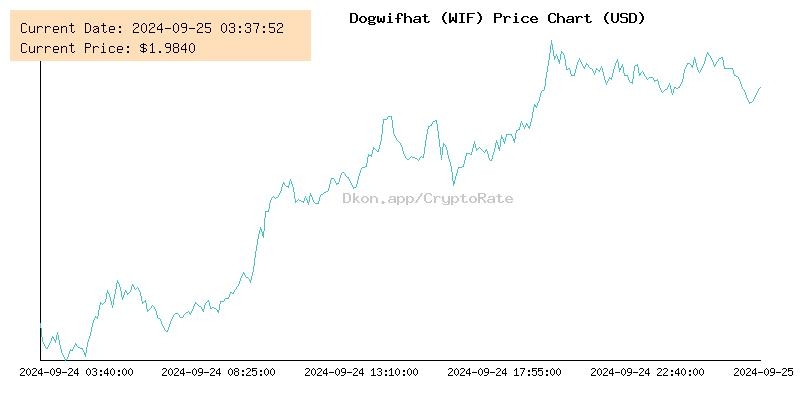 Dogwifhat (WIF) Price Chart (USD)
Current Date: 2024-09-25 03:37:52
Current Price: $1.9840
Dkon.app/CryptoRate
2024-09-24 03:40:00 2024-09-24 08:25:00 2024-09-24 13:10:00 2024-09-24 17:55:00 2024-09-24 22:40:00 2024-09-25